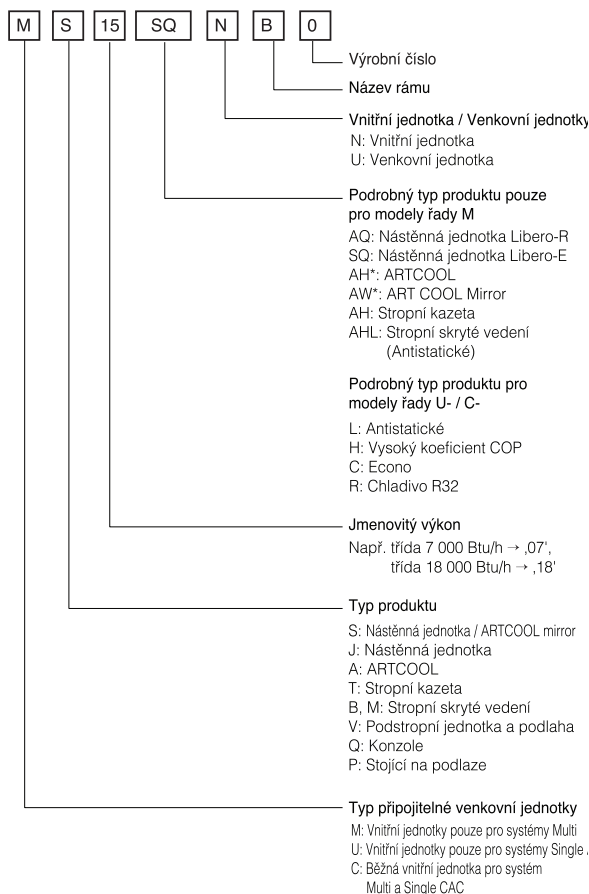 M S 15 SQ N B 0
Výrobní číslo
Název rámu
Vnitřní jednotka / Venkovní jednotky
N: Vnitřní jednotka
U: Venkovní jednotka
Podrobný typ produktu pouze
pro modely řady M
AQ: Nástěnná jednotka Libero-R
SQ: Nástěnná jednotka Libero-E
AH*: ARTCOOL
AW*: ART COOL Mirror
AH: Stropní kazeta
AHL: Stropní skryté vedení
(Antistatické)
Podrobný typ produktu pro
modely řady U- / C-
L: Antistatické
H: Vysoký koeficient COP
C: Econo
R: Chladivo R32
Jmenovitý výkon
Např. třída 7 000 Btu/h → ‚07',
třída 18 000 Btu/h → ‚18'
Typ produktu
S: Nástěnná jednotka / ARTCOOL mirror
J: Nástěnná jednotka
A: ARTCOOL
T: Stropní kazeta
B, M: Stropní skryté vedení
V: Podstropní jednotka a podlaha
Q: Konzole
P: Stojící na podlaze
Typ připojitelné venkovní jednotky
M: Vnitřní jednotky pouze pro systémy Multi
U: Vnitřní jednotky pouze pro systémy Single
C: Běžná vnitřní jednotka pro systém
Multi a Single CAC